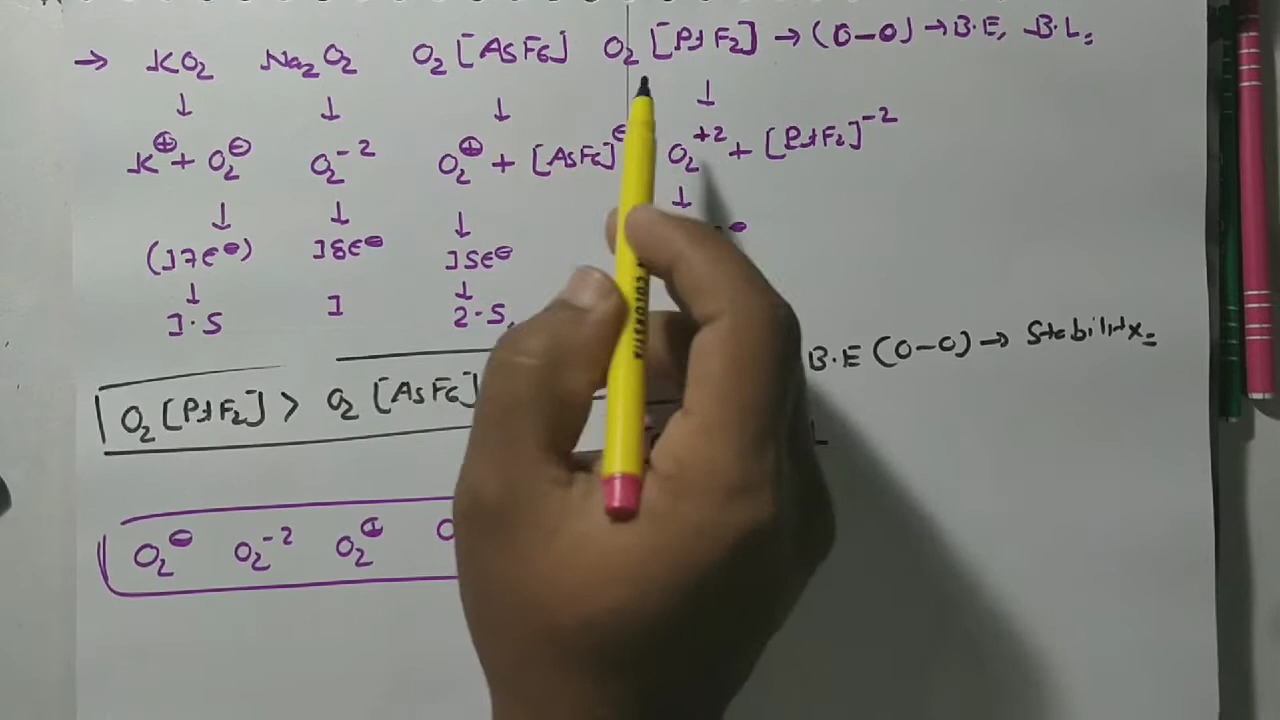 → KO₂ Na₂O₂ O₂[AsF₆] O₂[PtF₂] → (O-O) → B.E, B.L.
↓ ↓ ↓ ↓
K⊕ + O₂⊖ O₂⁻² O₂⊕ + [AsF₆] O₂⁺² + [PtF₂]⁻²
↓ ↓ ↓ ↓
(17e⊖) 18e⊖ 15e⊖
↓ ↓
1.5 1 2.5.
B.E (O-O) → Stability.
O₂[PtF₂] > O₂[AsF₆]
L
O₂⊖ O₂⁻² O₂⊕ O